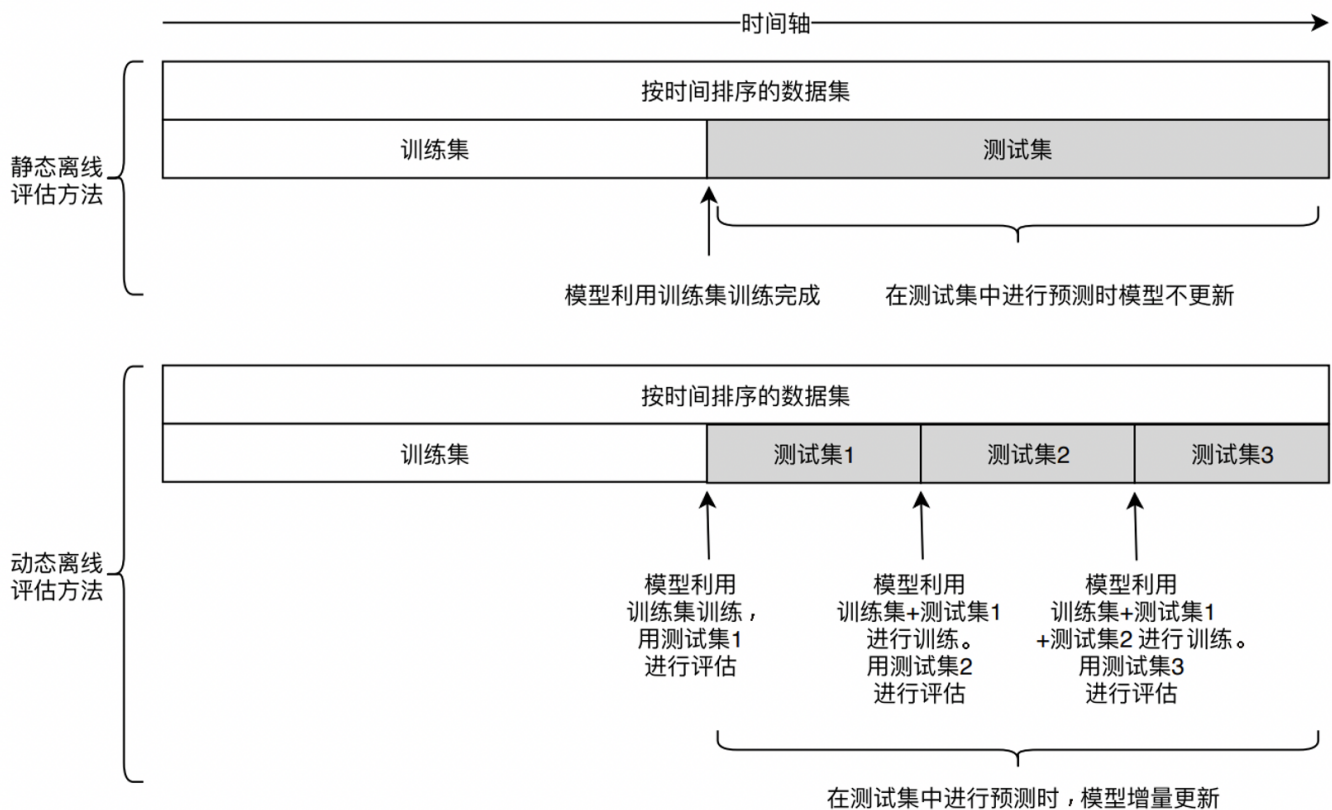 时间轴
按时间排序的数据集
训练集
测试集
静态离线
评估方法
模型利用训练集训练完成
在测试集中进行预测时模型不更新
按时间排序的数据集
训练集
测试集1
测试集2
测试集3
动态离线
评估方法
模型利用
训练集训练，
用测试集1
进行评估
模型利用
训练集+测试集1
进行训练。
用测试集2
进行评估
模型利用
训练集+测试集1
+测试集2 进行训练。
用测试集3
进行评估
在测试集中进行预测时，模型增量更新